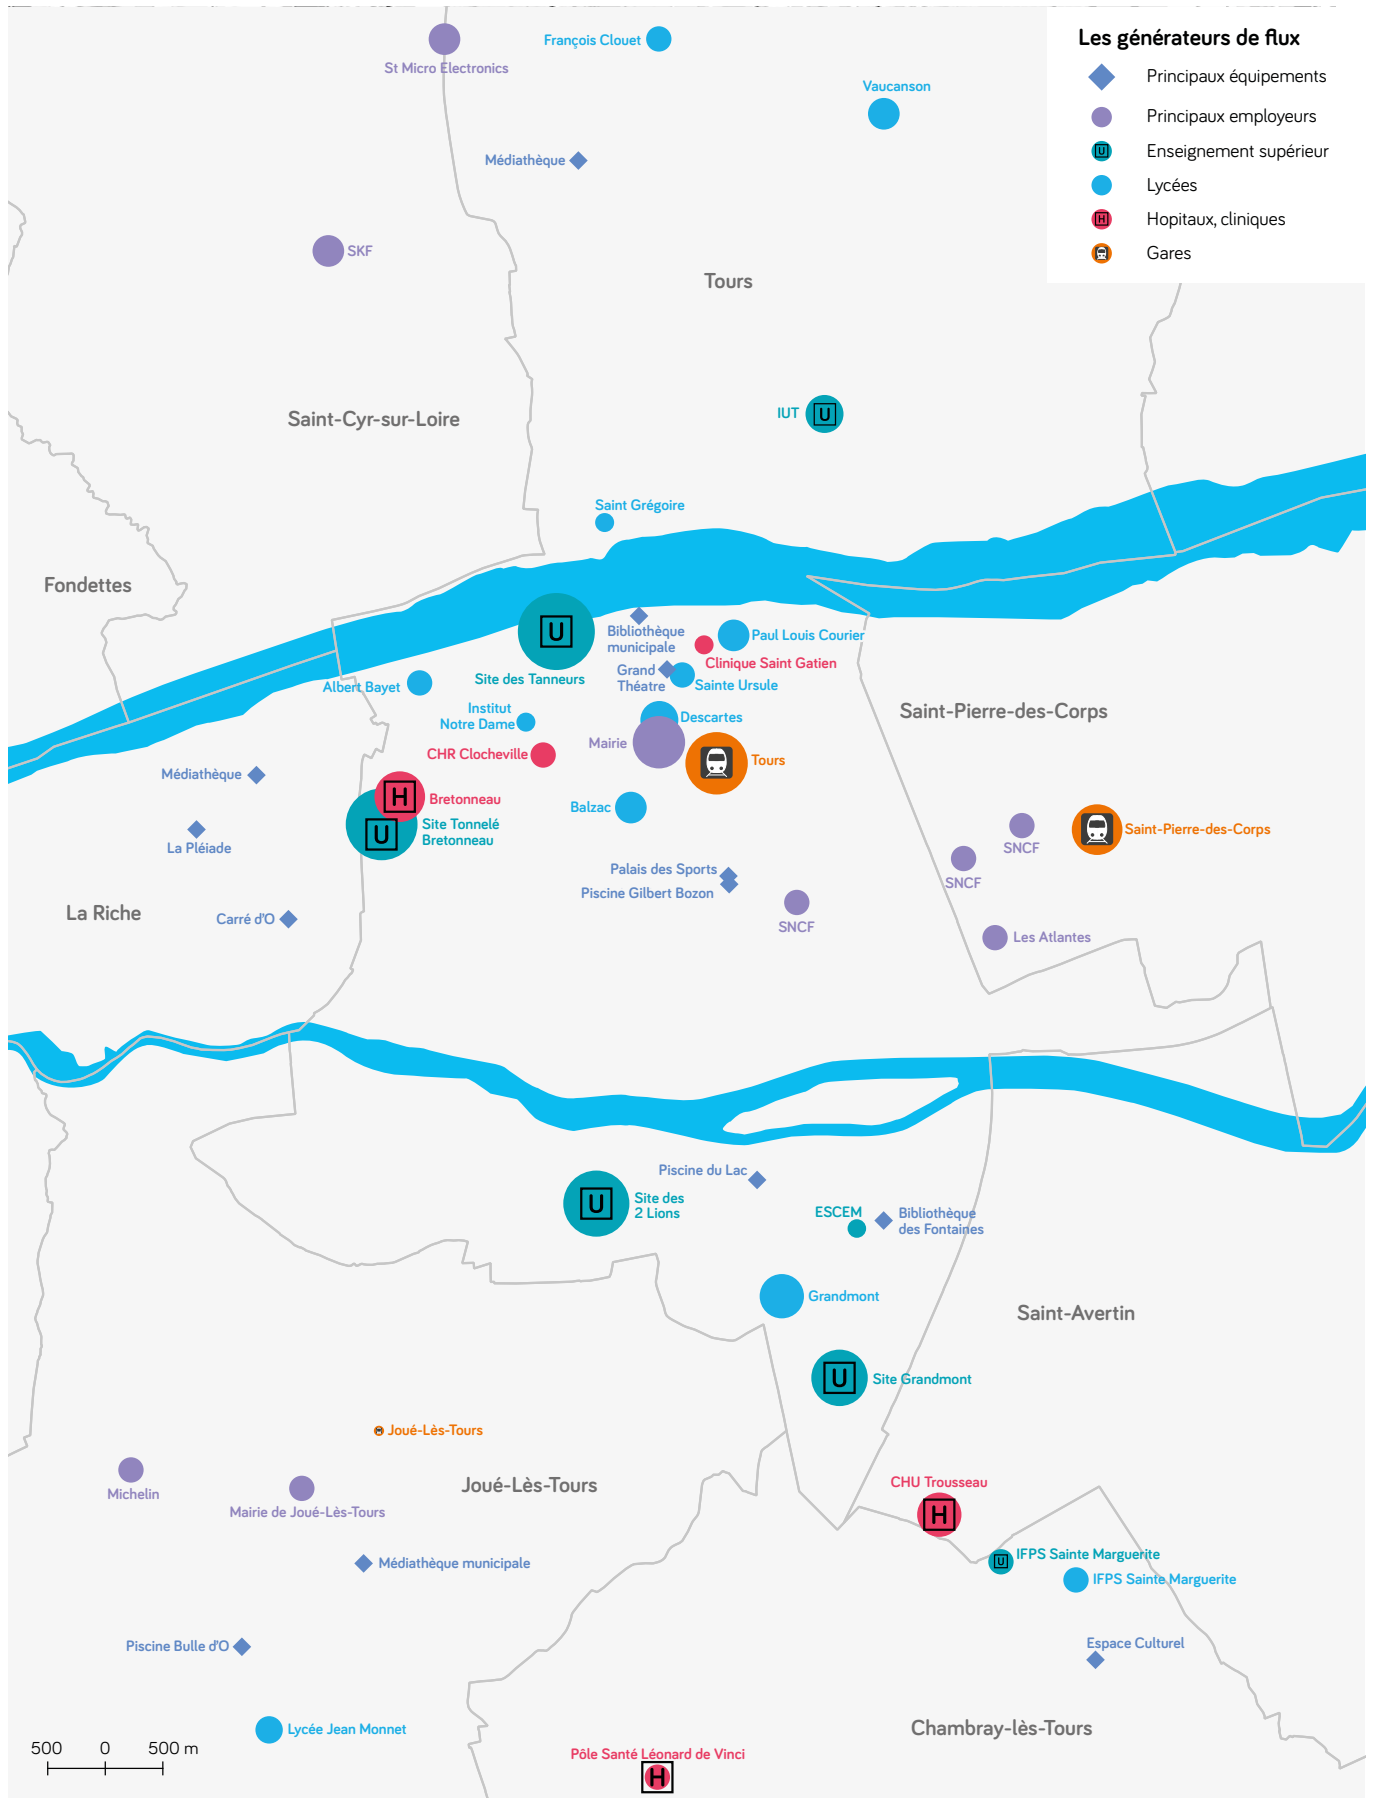 Les générateurs de flux
Principaux équipements
Principaux employeurs
U
Enseignement supérieur
Lycées
H
Hopitaux, cliniques
Gares
St Micro Electronics
François Clouet
Vaucanson
Médiathèque
SKF
Tours
Saint-Cyr-sur-Loire
IUT
U
Saint Grégoire
Fondettes
U
Site des Tanneurs
Bibliothèque
municipale
Paul Louis Courier
Clinique Saint Gatien
Grand
Théatre
Sainte Ursule
Albert Bayet
Institut
Notre Dame
Descartes
Mairie
CHR Clocheville
Tours
Saint-Pierre-des-Corps
Médiathèque
H
Bretonneau
U
Site Tonnelé
Bretonneau
Balzac
La Pléiade
SNCF
Saint-Pierre-des-Corps
SNCF
Palais des Sports
Piscine Gilbert Bozon
SNCF
La Riche
Carré d'O
Les Atlantes
Piscine du Lac
U
Site des
2 Lions
ESCEM
Bibliothèque
des Fontaines
Grandmont
Saint-Avertin
U
Site Grandmont
Joué-Lès-Tours
Michelin
Mairie de Joué-Lès-Tours
Joué-Lès-Tours
CHU Trousseau
H
U
IFPS Sainte Marguerite
IFPS Sainte Marguerite
Médiathèque municipale
Piscine Bulle d'O
Espace Culturel
Lycée Jean Monnet
Chambray-lès-Tours
Pôle Santé Léonard de Vinci
H
500 0 500 m